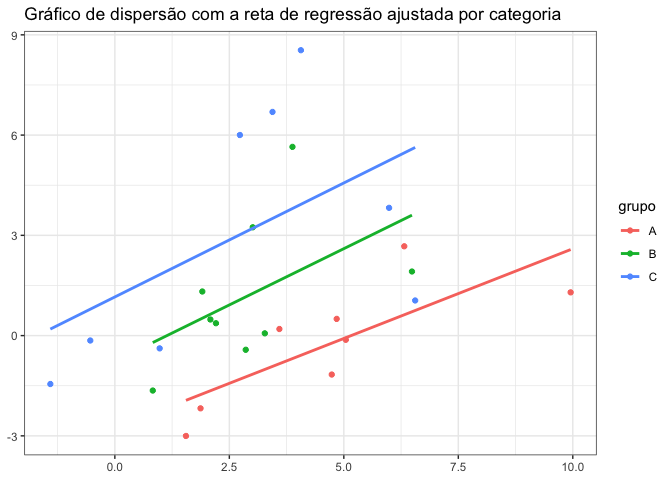 Gráfico de dispersão com a reta de regressão ajustada por categoria
9
6
3
0
-3
0.0 2.5 5.0 7.5 10.0
grupo
A
B
C